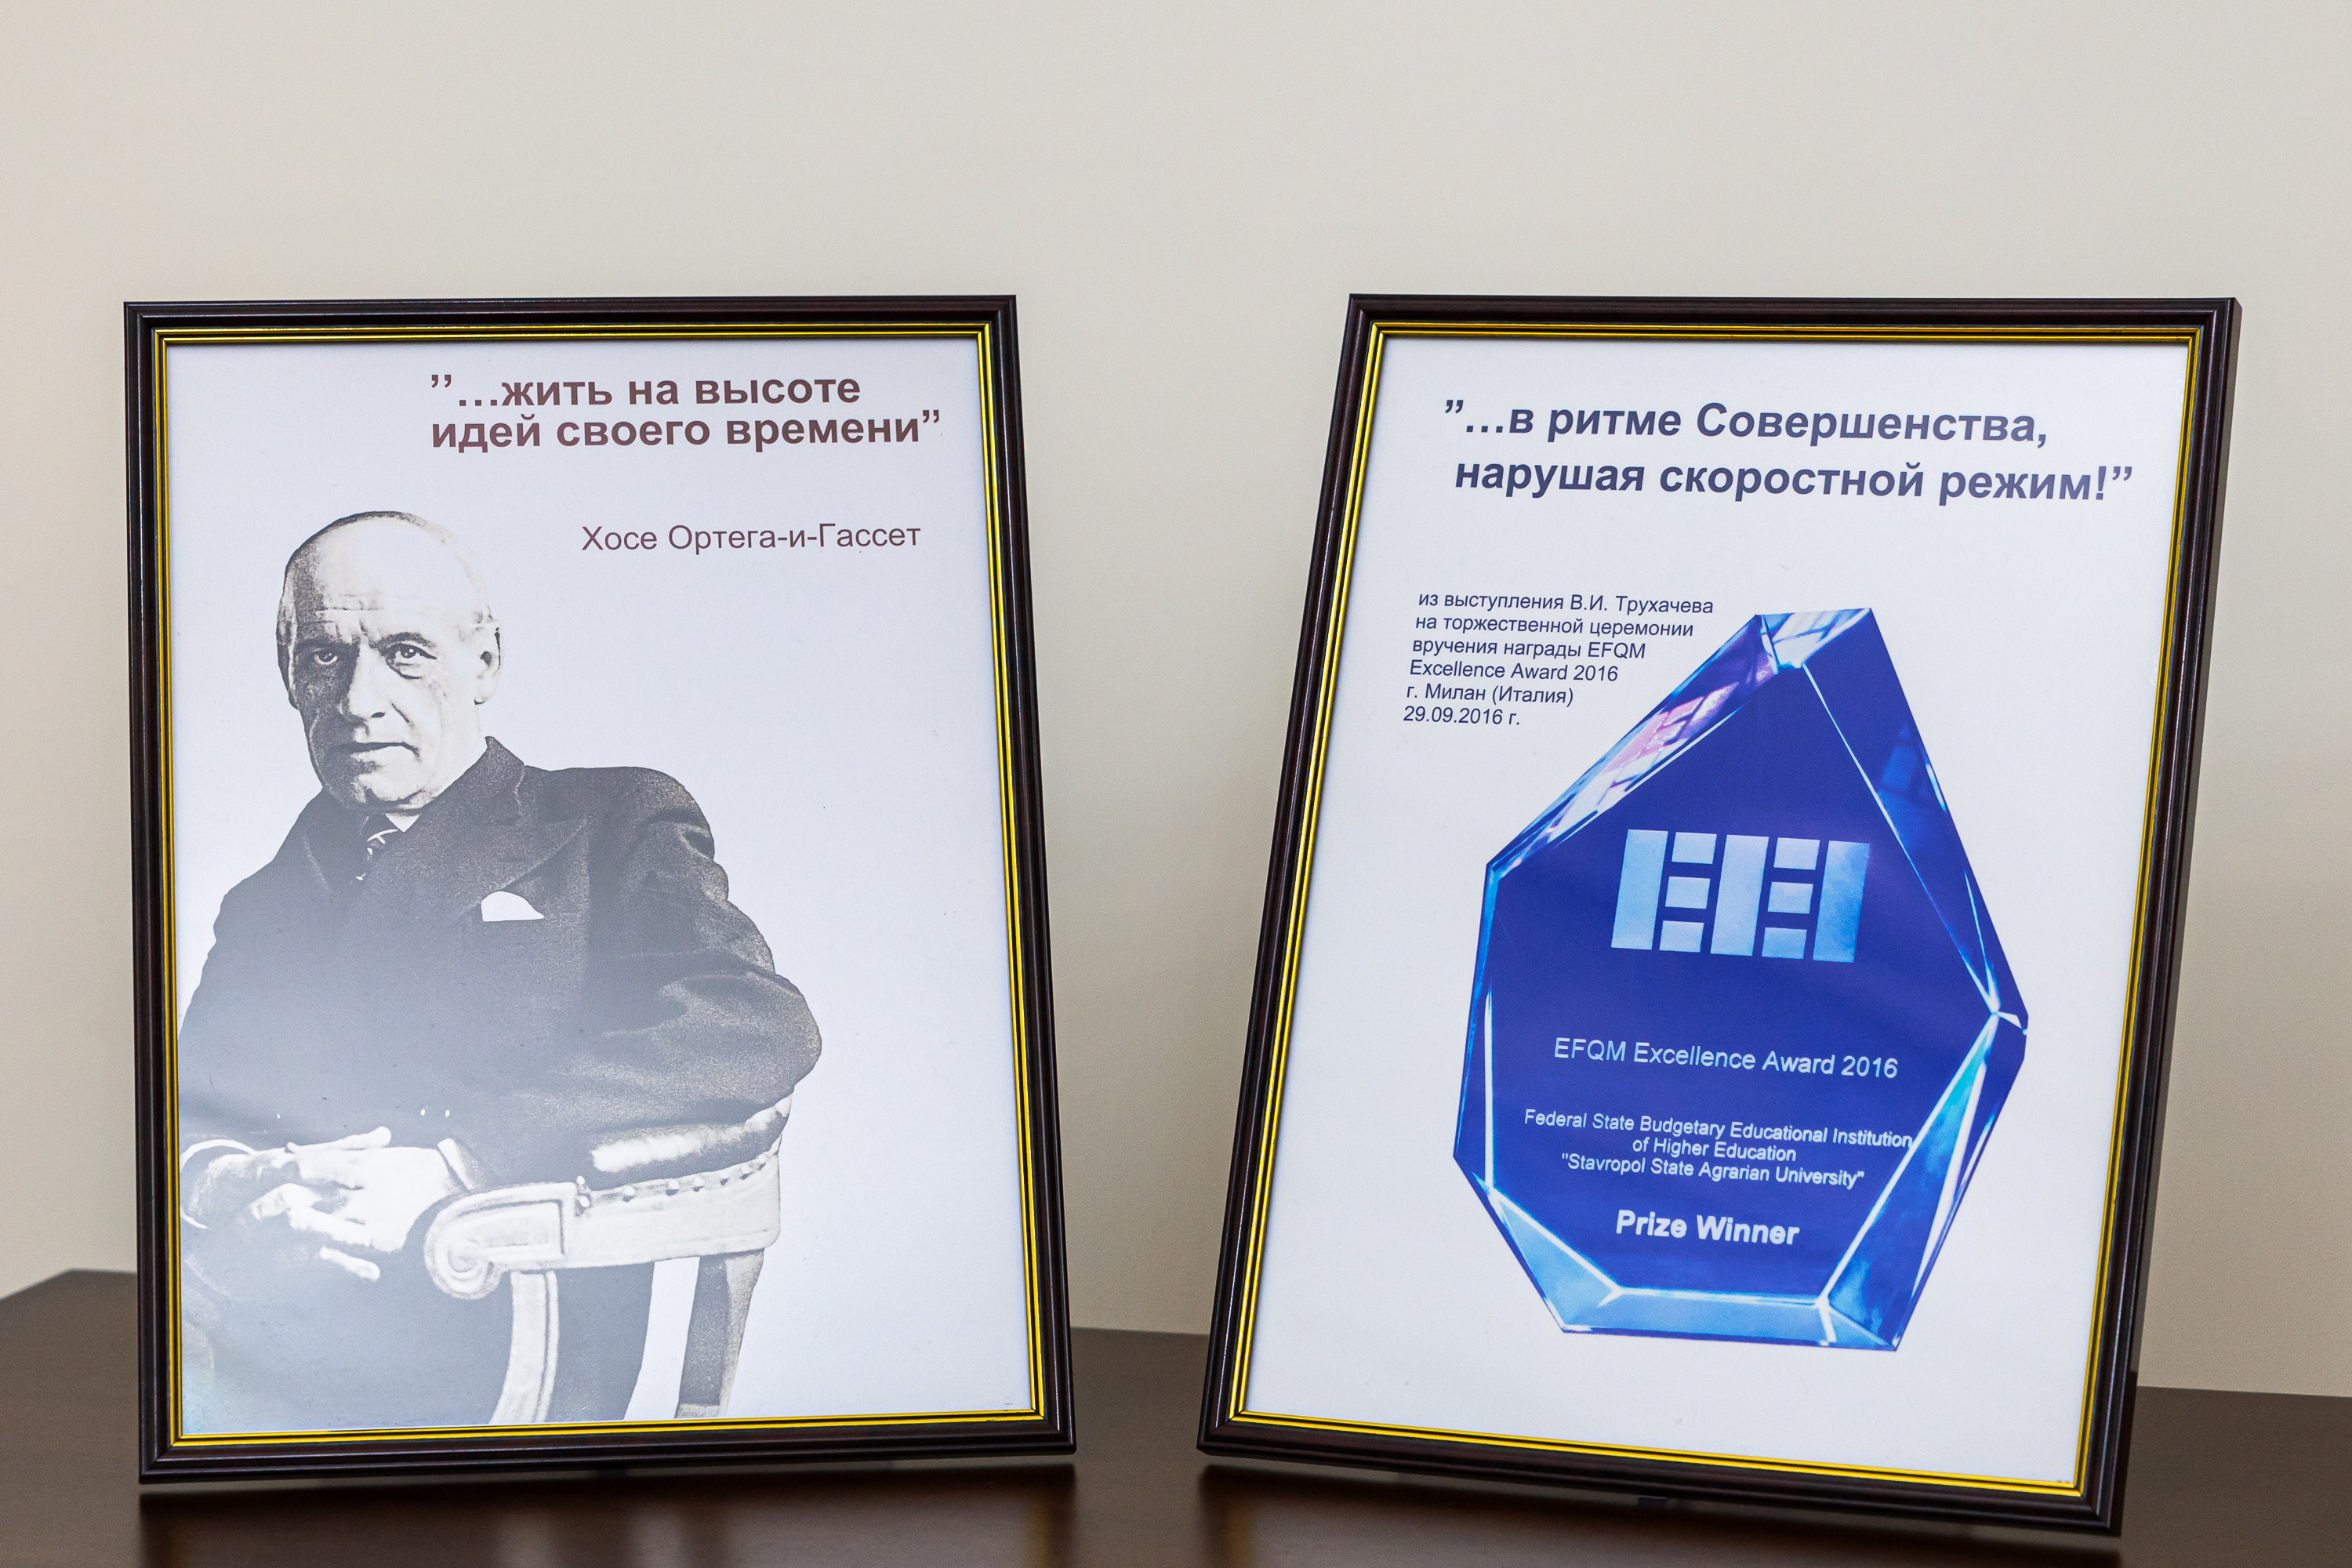 ”…жить на высоте
идей своего времени”
Хосе Ортега-и-Гассет
”…в ритме Совершенства,
нарушая скоростной режим!”
из выступления В.И. Трухачева
на торжественной церемонии
вручения награды EFQM
Excellence Award 2016
г. Милан (Италия)
29.09.2016 г.
EFQM Excellence Award 2016
Federal State Budgetary Educational Institution
of Higher Education
"Stavropol State Agrarian University"
Prize Winner